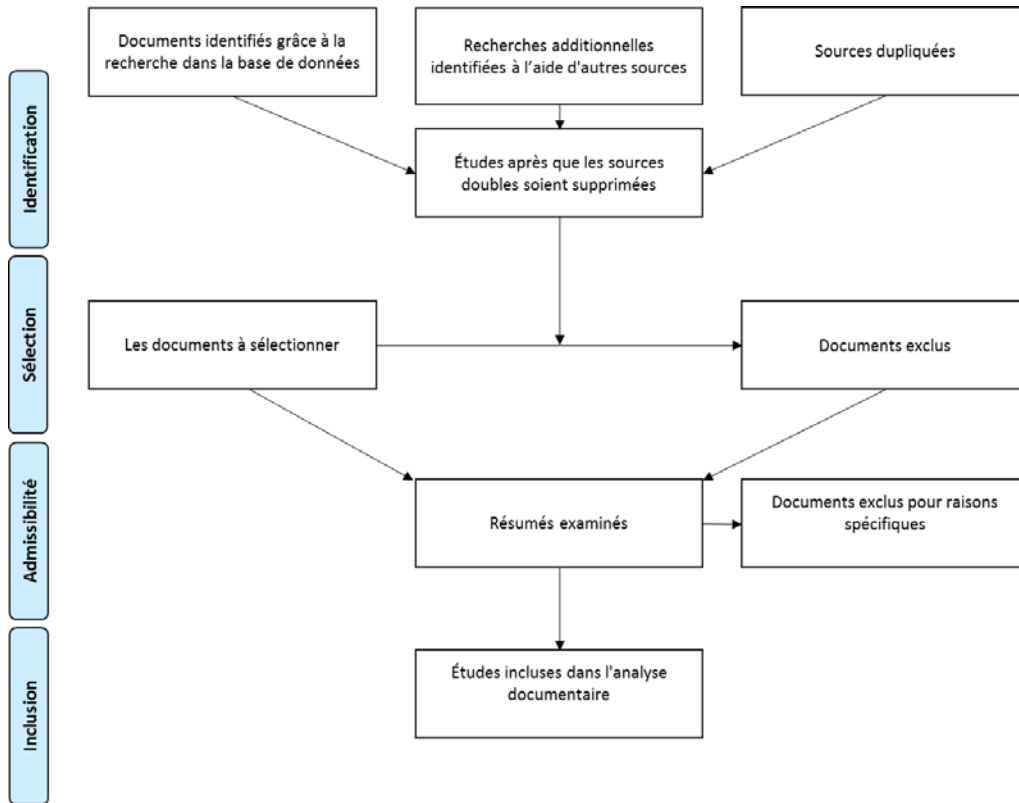 Documents identifiés grâce à la
recherche dans la base de données
Recherches additionnelles
identifiées à l'aide d'autres sources
Sources dupliquées
Identification
Études après que les sources
doubles soient supprimées
Sélection
Les documents à sélectionner
Documents exclus
Admissibilité
Résumés examinés
Documents exclus pour raisons
spécifiques
Inclusion
Études incluses dans l'analyse
documentaire